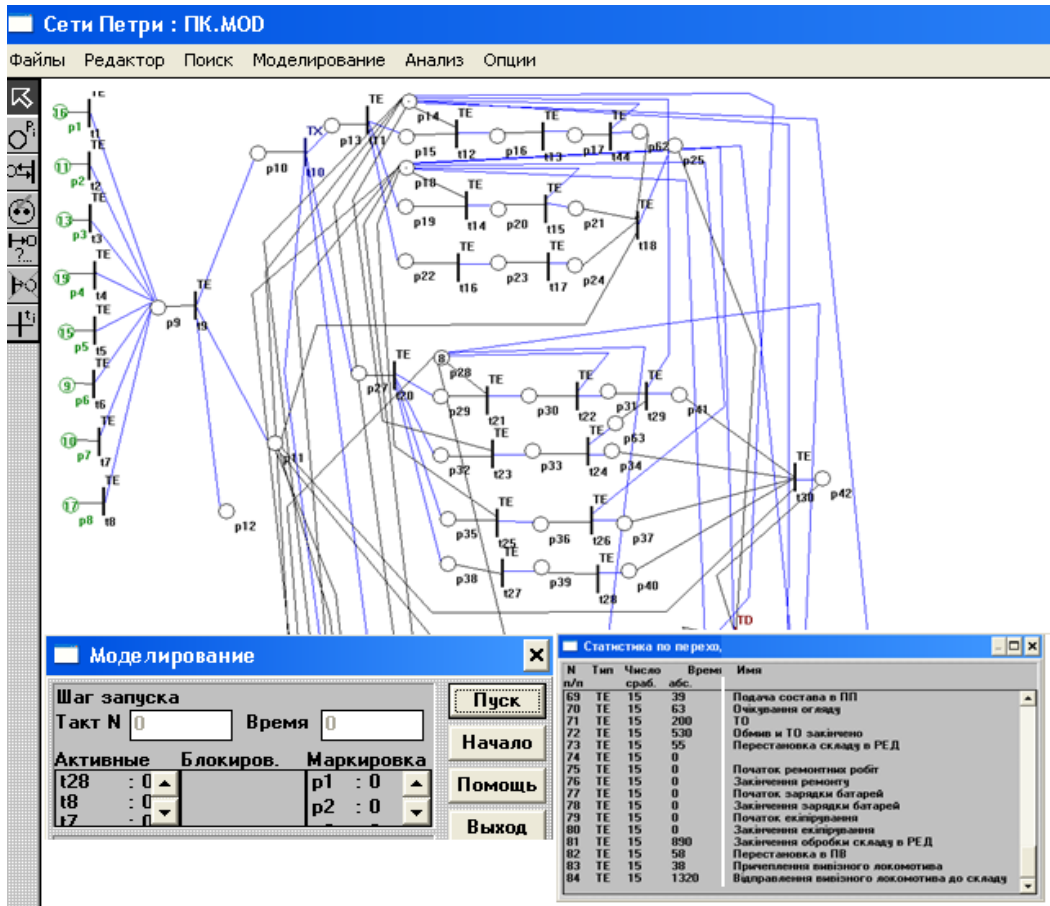 Сети Петри : ПК.MOD
Файлы Редактор Поиск Моделирование Анализ Опции
TE
16
p1
t1
TE
11
p2
t2
TE
13
p3
t3
TE
19
p4
t4
TE
15
p5
t5
TE
9
p6
t6
TE
10
p7
t7
TE
17
p8
t8
p9
TE
t9
p10
p11
p12
TX
t10
p13
TE
t11
p14
p15
TE
t12
p16
TE
t13
p17
TE
t44
p62
p25
p18
p19
TE
t14
p20
TE
t15
p21
TE
t18
p22
TE
t16
p23
TE
t17
p24
p27
TE
t20
8
p28
p29
TE
t21
p30
TE
t22
p31
TE
t29
p41
p63
p32
TE
t23
p33
TE
t24
p34
TE
t30
p42
p35
TE
t25
p36
TE
t26
p37
p38
TE
t27
p39
TE
t28
p40
TD
Моделирование
Шаг запуска
Такт N 0 Время 0
Активные Блокиров. Маркировка
t28 : 0
t8 : 0
t7
p1 : 0
p2 : 0
Пуск
Начало
Помощь
Выход
Статистика по перехо,
N Тип Число Время Имя
п/п сраб. абс.
69 TE 15 39 Подача состава в ПП
70 TE 15 63 Очікування огляду
71 TE 15 200 ТО
72 TE 15 530 Обмив и ТО закінчено
73 TE 15 55 Перестановка складу в РЕД
74 TE 15 0
75 TE 15 0 Початок ремонтних робіт
76 TE 15 0 Закінчення ремонту
77 TE 15 0 Початок зарядки батарей
78 TE 15 0 Закінчення зарядки батарей
79 TE 15 0 Початок екіпірування
80 TE 15 0 Закінчення екіпірування
81 TE 15 890 Закінчення обробки складу в РЕД
82 TE 15 58 Перестановка в ПВ
83 TE 15 38 Причеплення вивізного локомотива
84 TE 15 1320 Відправлення вивізного локомотива до складу